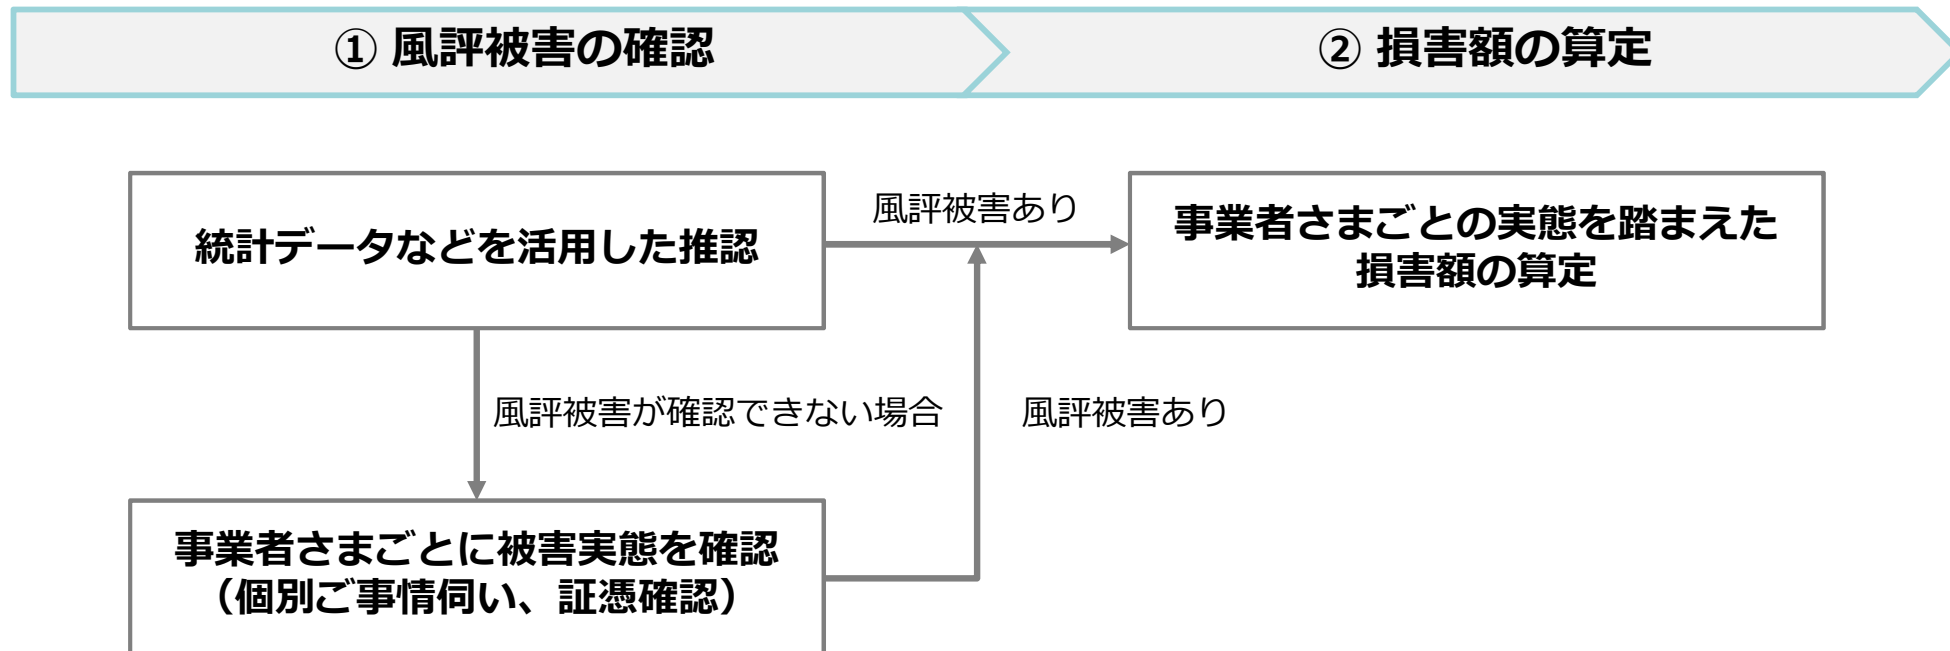 ① 風評被害の確認
② 損害額の算定
統計データなどを活用した推認
風評被害あり
事業者さまごとの実態を踏まえた
損害額の算定
風評被害が確認できない場合
風評被害あり
事業者さまごとに被害実態を確認
（個別ご事情伺い、証憑確認）